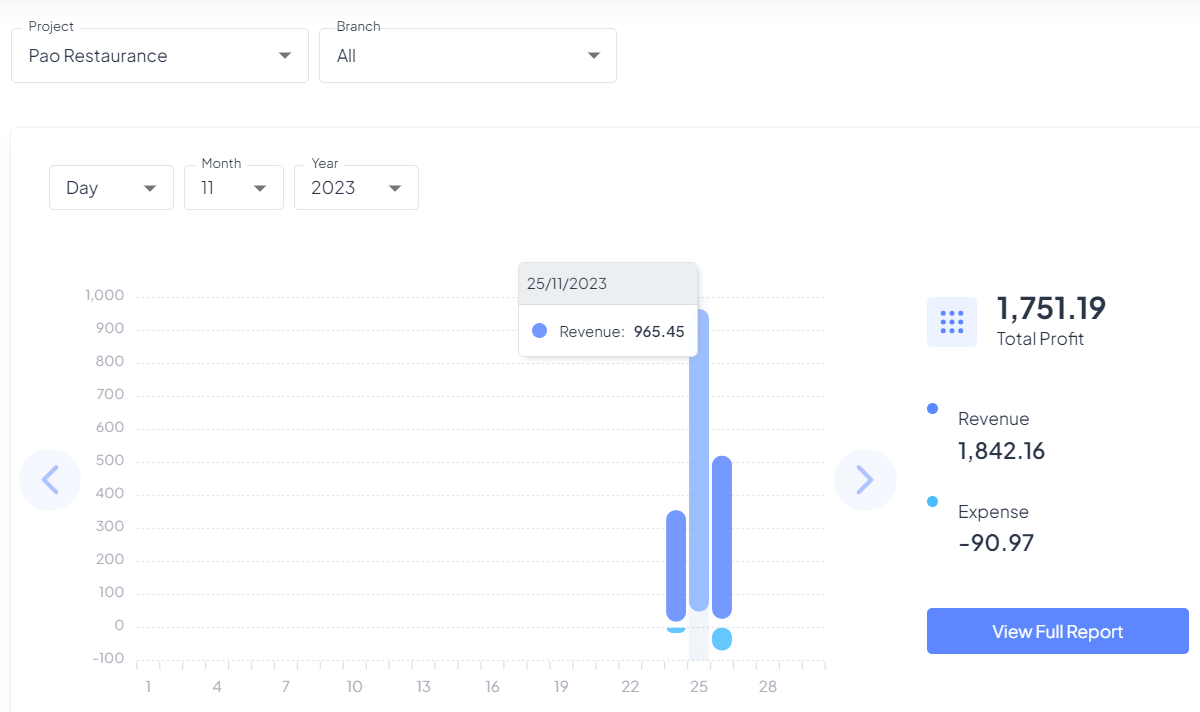 Project
Branch
Pao Restaurance
All
Month
Year
Day
11
2023
25/11/2023
Revenue: 965.45
1,000
900
800
700
600
500
400
300
200
100
0
-100
1 4 7 10 13 16 19 22 25 28
1,751.19
Total Profit
Revenue
1,842.16
Expense
-90.97
View Full Report